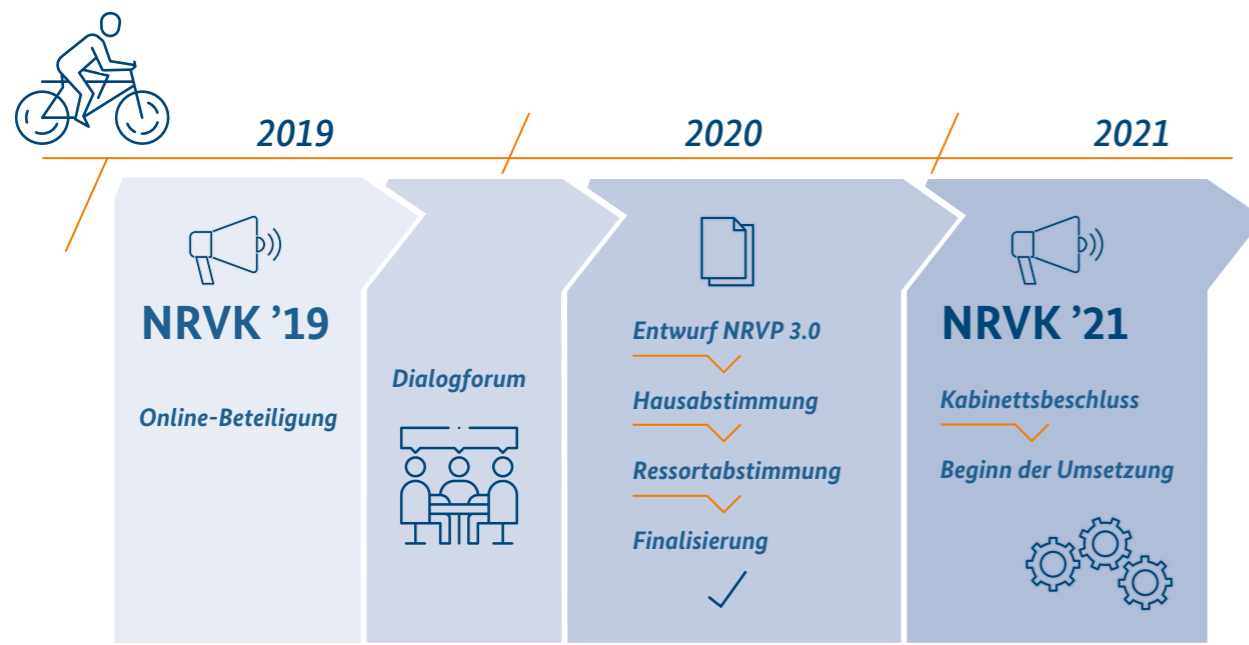 2019
2020
2021
NRVK ’19
Online-Beteiligung
Dialogforum
Entwurf NRVP 3.0
Hausabstimmung
Ressortabstimmung
Finalisierung
NRVK ’21
Kabinettsbeschluss
Beginn der Umsetzung